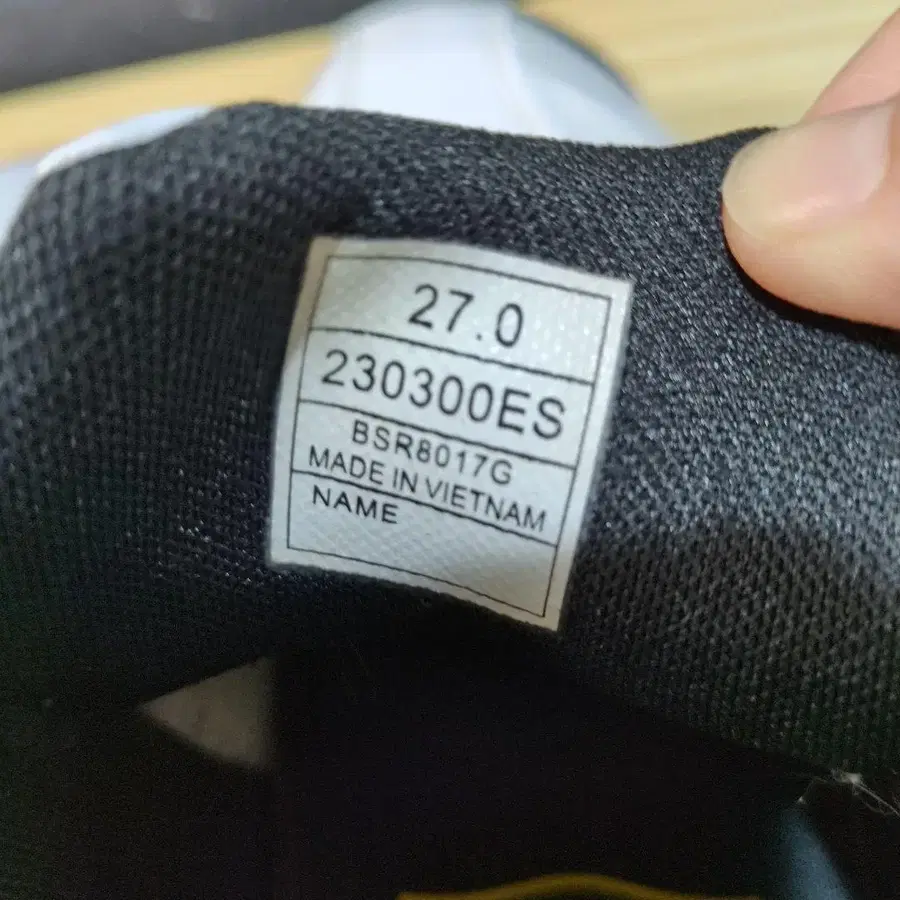 27.0
230300ES
BSR8017G
MADE IN VIETNAM
NAME